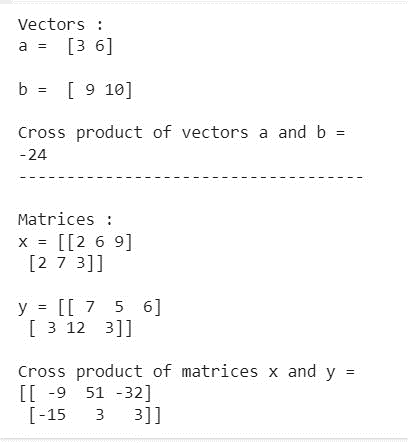 Vectors :
a =  [3 6]
b =  [ 9 10]
Cross product of vectors a and b =
-24
------------------------------------
Matrices :
x = [[2 6 9]
 [2 7 3]]
y = [[ 7  5  6]
 [ 3 12  3]]
Cross product of matrices x and y =
[[ -9  51 -32]
 [-15   3   3]]